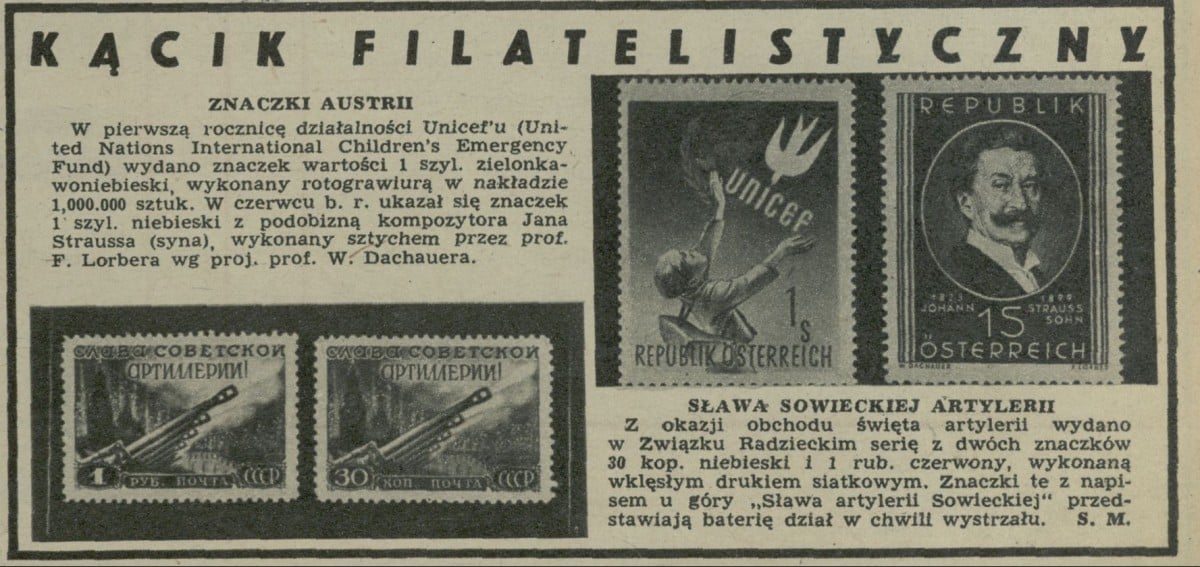 KĄCIK FILATELISTYCZNY
ZNACZKI AUSTRII
W pierwszą rocznicę działalności Unicef'u (Uni-
ted Nations International Children's Emergency
Fund) wydano znaczek wartości 1 szyl. zielonka-
woniebieski, wykonany rotograwiurą w nakładzie
1,000.000 sztuk. W czerwcu b. r. ukazał się znaczek
1 szyl. niebieski z podobizną kompozytora Jana
Straussa (syna), wykonany sztychem przez prof.
F. Lorbera wg proj. prof. W. Dachauera.
СЛАВА СОВЕТСКОЙ
АРТИЛЛЕРИИ!
1 РУБ. ПОЧТА СССР
СЛАВА СОВЕТСКОЙ
АРТИЛЛЕРИИ!
30 КОП ПОЧТА СССР
UNICEF
1s
REPUBLIK ÖSTERREICH
REPUBLIK
1825 1899
JOHANN STRAUSS
SOHN
1S
ÖSTERREICH
W. DACHAUER F. LORBER
SŁAWA SOWIECKIEJ ARTYLERII
Z okazji obchodu święta artylerii wydano
w Związku Radzieckim serię z dwóch znaczków
30 kop. niebieski i 1 rub. czerwony, wykonaną
wklęsłym drukiem siatkowym. Znaczki te z napi-
sem u góry „Sława artylerii Sowieckiej" przed-
stawiają baterię dział w chwili wystrzału. S. M.